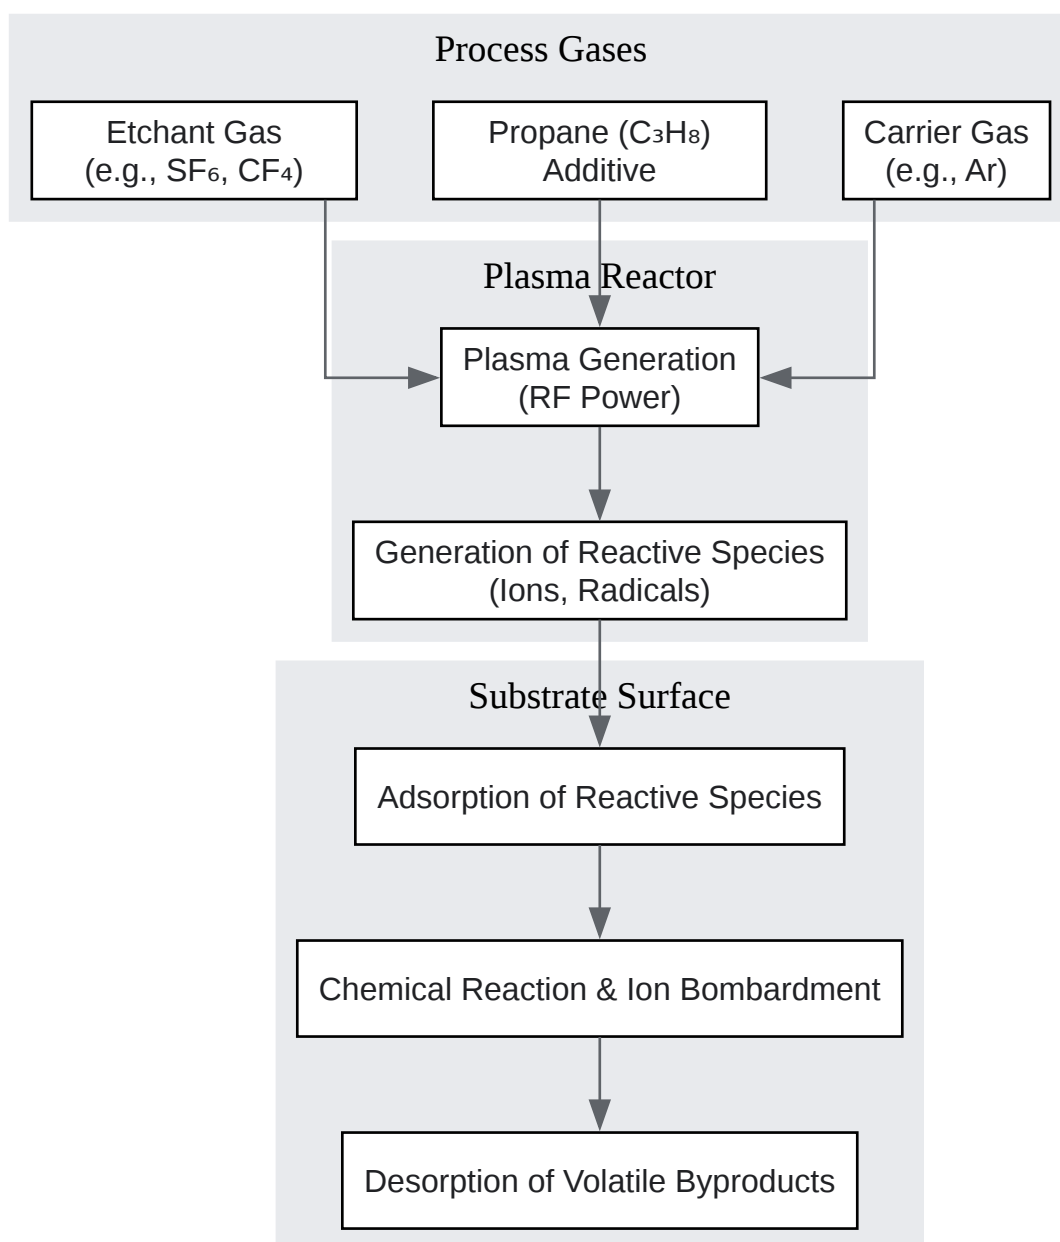 Process Gases
Etchant Gas
(e.g., SF₆, CF₄)
Propane (C₃H₈)
Additive
Carrier Gas
(e.g., Ar)
Plasma Reactor
Plasma Generation
(RF Power)
Generation of Reactive Species
(Ions, Radicals)
Substrate Surface
Adsorption of Reactive Species
Chemical Reaction & Ion Bombardment
Desorption of Volatile Byproducts